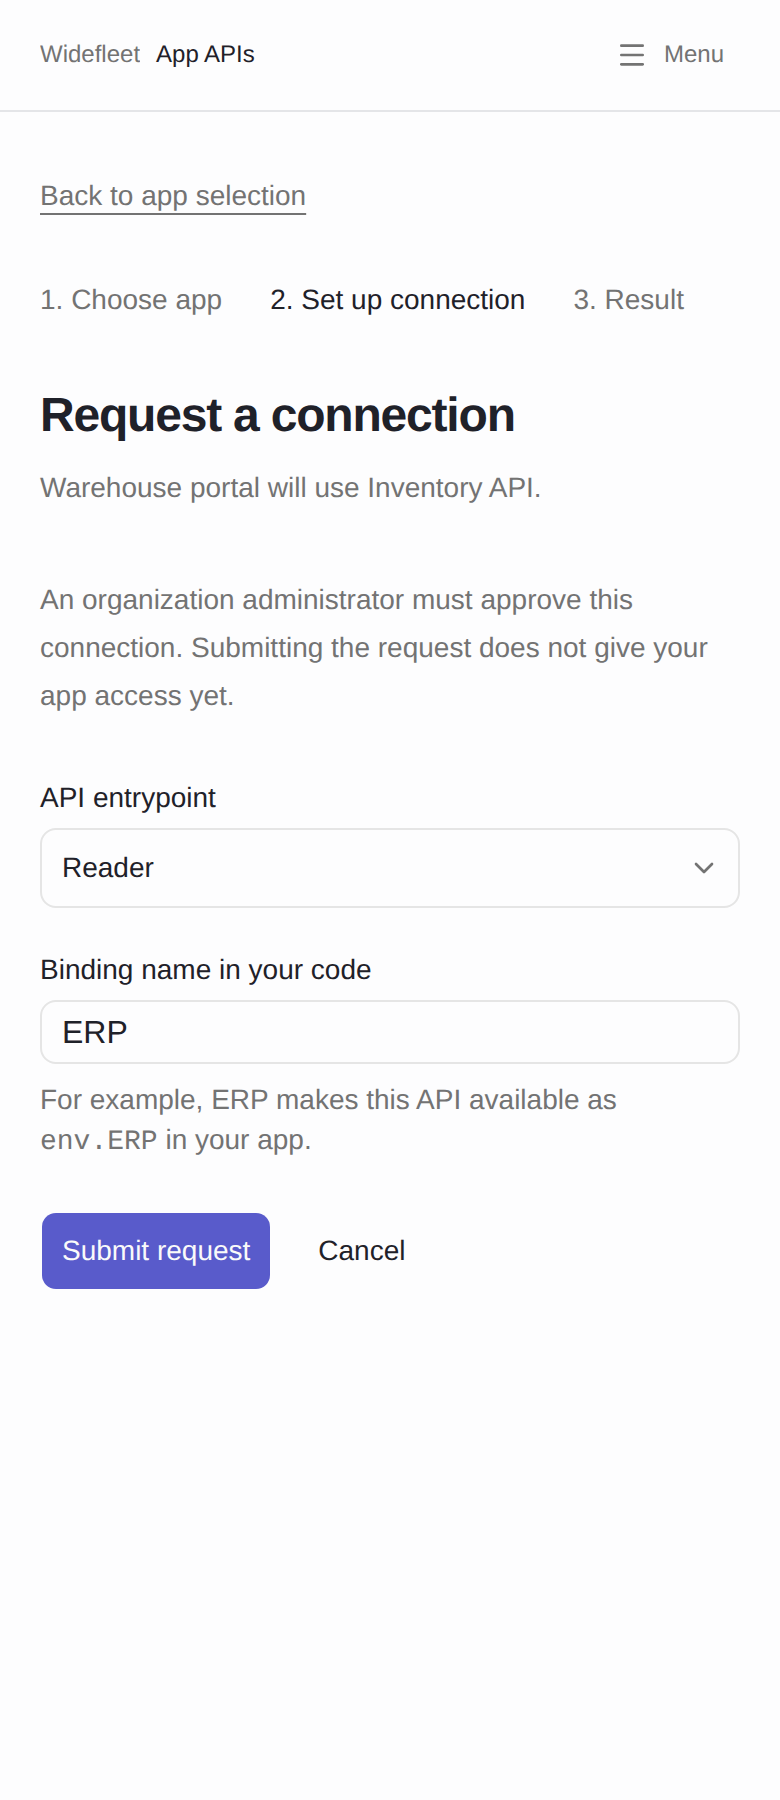 Widefleet App APIs Menu
Back to app selection
1. Choose app 2. Set up connection 3. Result
Request a connection
Warehouse portal will use Inventory API.
An organization administrator must approve this
connection. Submitting the request does not give your
app access yet.
API entrypoint
Reader
Binding name in your code
ERP
For example, ERP makes this API available as
env.ERP in your app.
Submit request Cancel